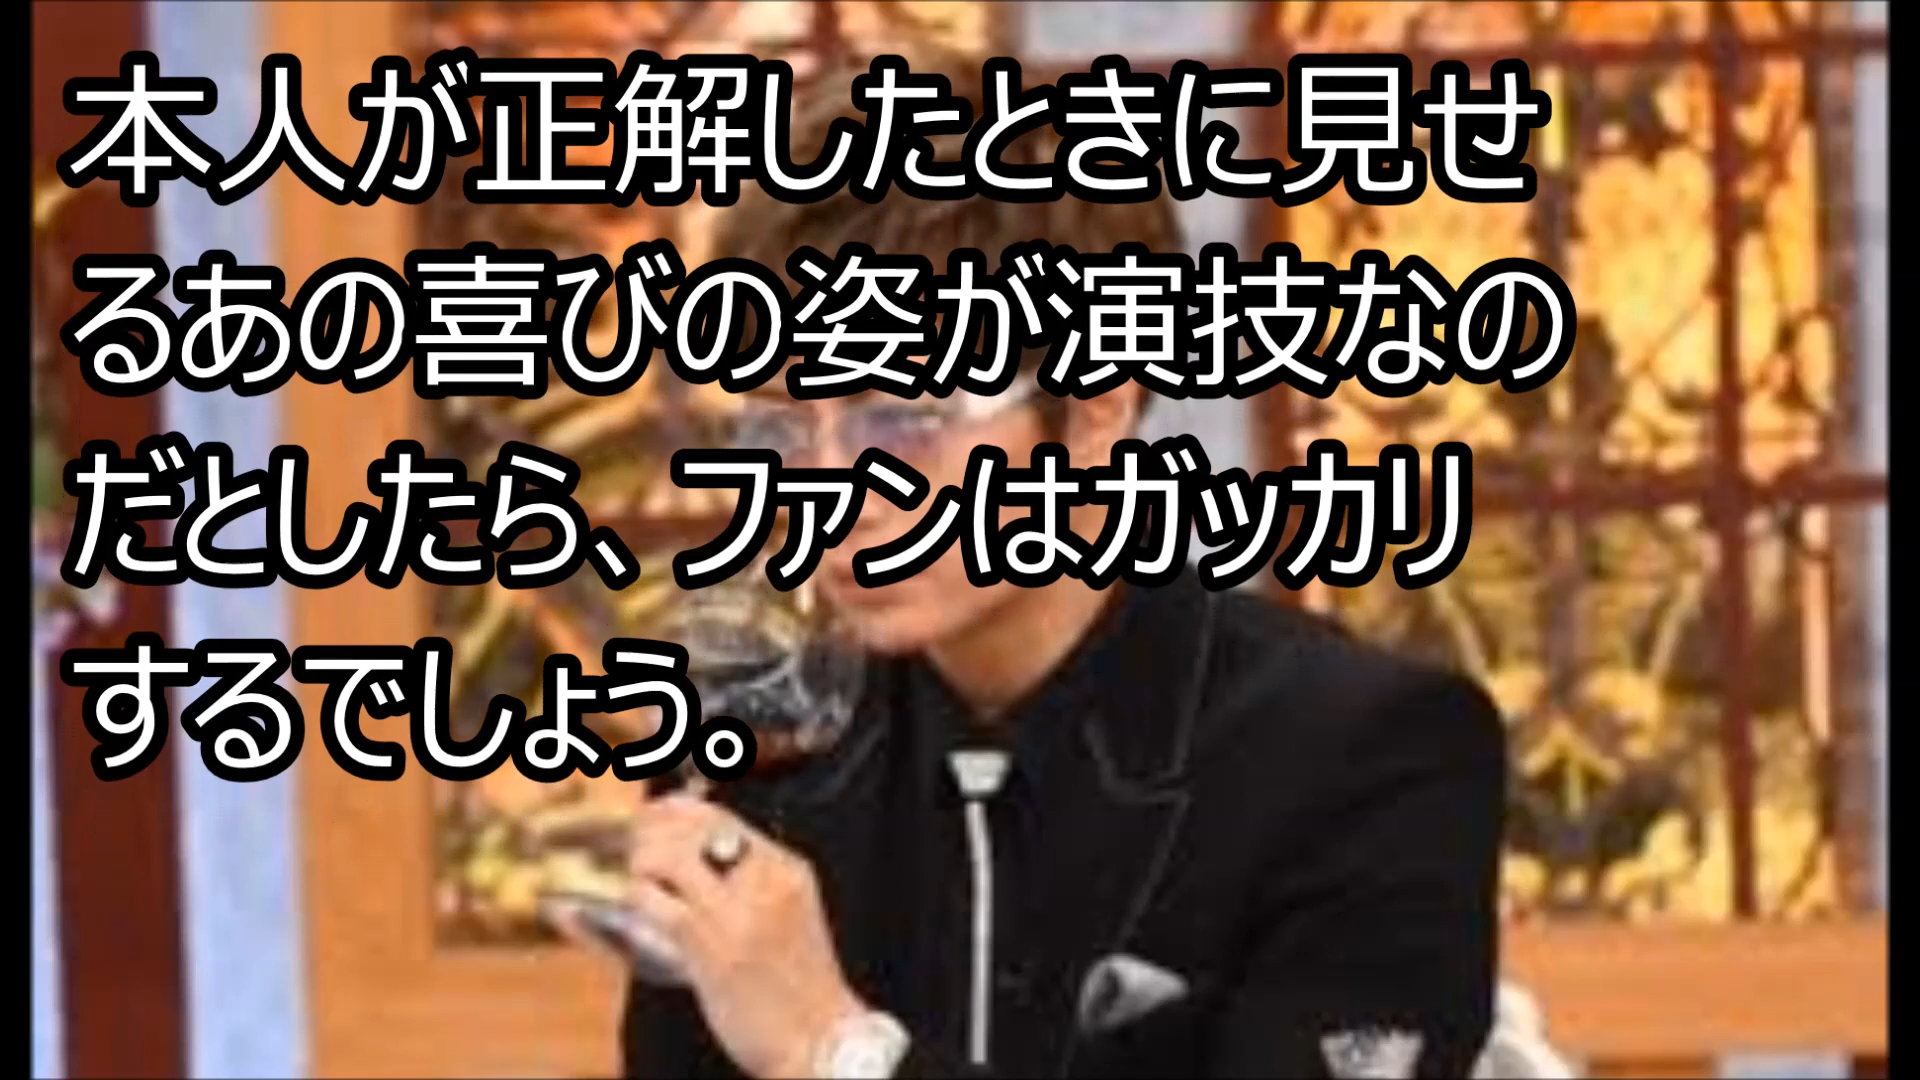 本人が正解したときに見せ
るあの喜びの姿が演技なの
だとしたら、ファンはガッカリ
するでしょう。